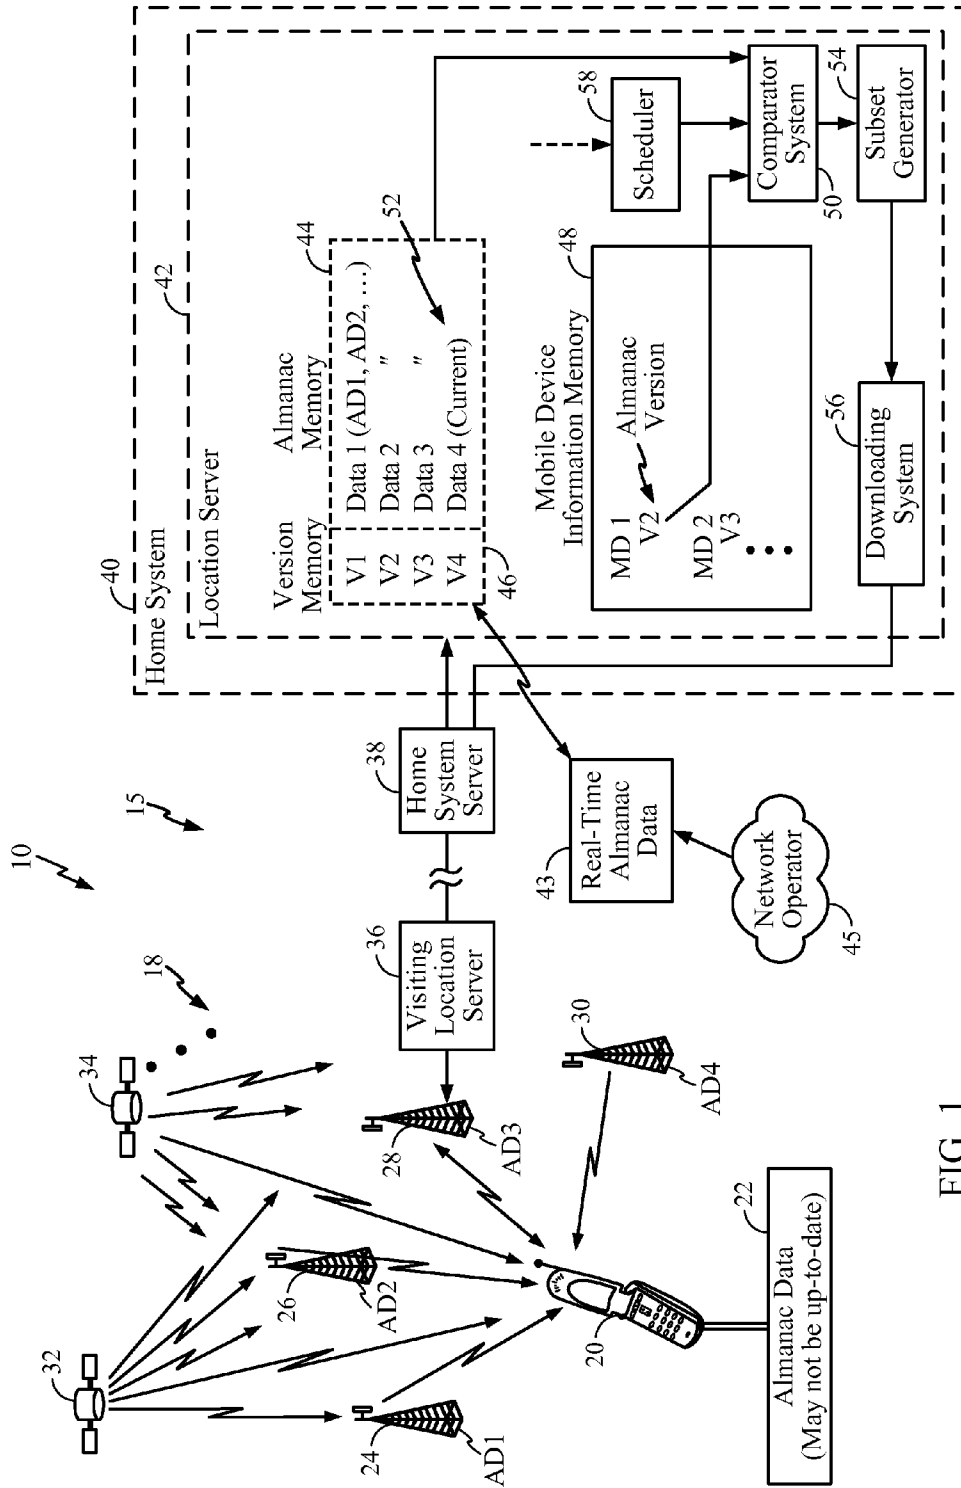 10
15
18
40
Home System
42
Location Server
Version
Memory
Almanac
Memory
44
V1 Data 1 (AD1, AD2, ...)
V2 Data 2 "
V3 Data 3 "
V4 Data 4 (Current)
52
46
Mobile Device
Information Memory
48
MD 1
V2
Almanac
Version
MD 2
V3
58
Scheduler
Comparator
System
50
54
Subset
Generator
56
Downloading
System
38
Home
System
Server
36
Visiting
Location
Server
43
Real-Time
Almanac
Data
Network
Operator
45
32
34
24
AD1
26
AD2
28
AD3
30
AD4
20
22
Almanac Data
(May not be up-to-date)
FIG. 1